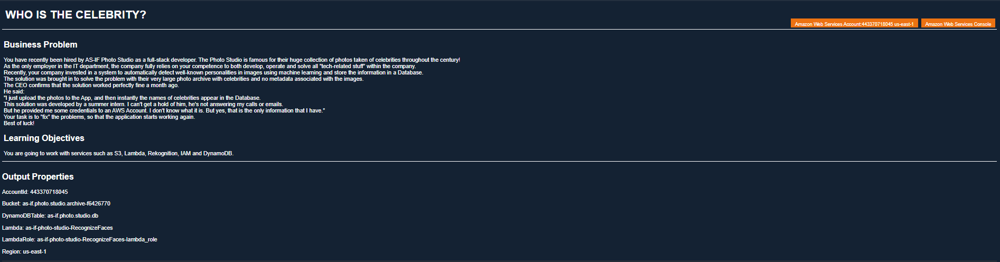 WHO IS THE CELEBRITY?
Amazon Web Services Account:443370718045 us-east-1
Amazon Web Services Console
Business Problem
You have recently been hired by AS-IF Photo Studio as a full-stack developer. The Photo Studio is famous for their huge collection of photos taken of celebrities throughout the century!
As the only employer in the IT department, the company fully relies on your competence to both develop, operate and solve all "tech-related stuff" within the company.
Recently, your company invested in a system to automatically detect well-known personalities in images using machine learning and store the information in a Database.
The solution was brought in to solve the problem with their very large photo archive with celebrities and no metadata associated with the images.
The CEO confirms that the solution worked perfectly fine a month ago.
He said:
"I just upload the photos to the App, and then instantly the names of celebrities appear in the Database.
This solution was developed by a summer intern. I can't get a hold of him, he's not answering my calls or emails.
But he provided me some credentials to an AWS Account. I don't know what it is. But yes, that is the only information that I have."
Your task is to "fix" the problems, so that the application starts working again.
Best of luck!
Learning Objectives
You are going to work with services such as S3, Lambda, Rekognition, IAM and DynamoDB.
Output Properties
AccountId: 443370718045
Bucket: as-if.photo.studio.archive-f6426770
DynamoDBTable: as-if.photo.studio.db
Lambda: as-if-photo-studio-RecognizeFaces
LambdaRole: as-if-photo-studio-RecognizeFaces-lambda_role
Region: us-east-1